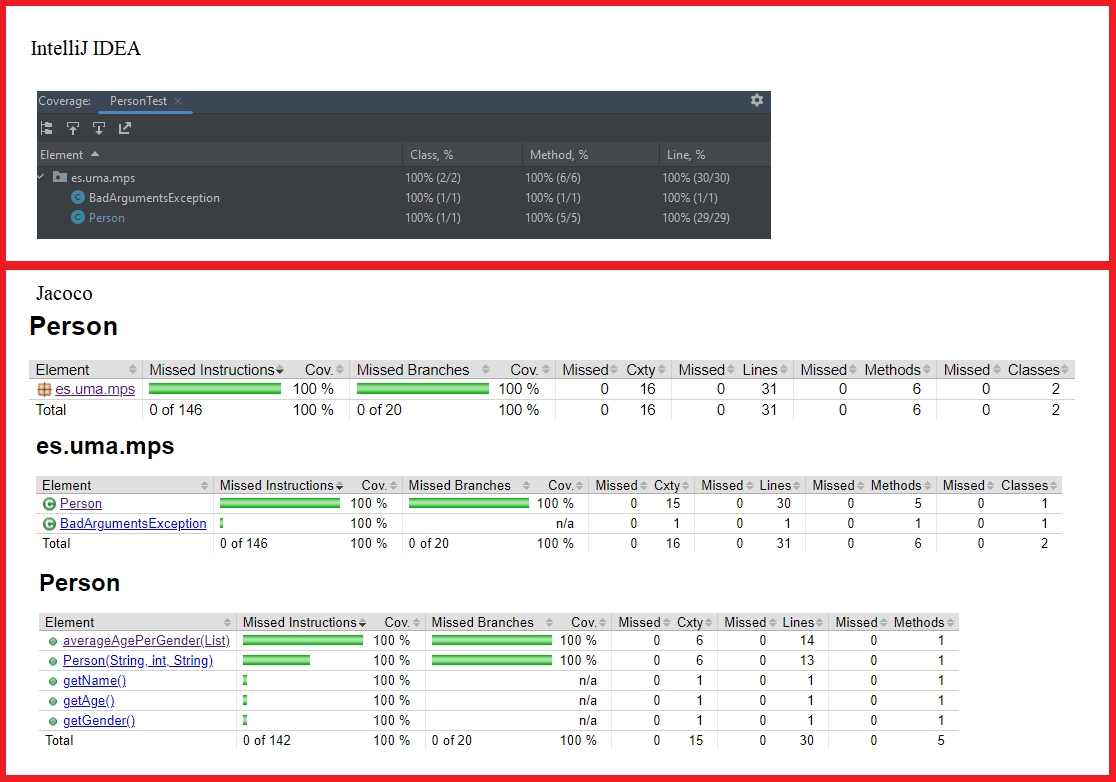 IntelliJ IDEA
Coverage: PersonTest
Element Class, % Method, % Line, %
es.uma.mps 100% (2/2) 100% (6/6) 100% (30/30)
BadArgumentsException 100% (1/1) 100% (1/1) 100% (1/1)
Person 100% (1/1) 100% (5/5) 100% (29/29)
Jacoco
Person
Element Missed Instructions Cov. Missed Branches Cov. Missed Cxty Missed Lines Missed Methods Missed Classes
es.uma.mps 100 % 100 % 0 16 0 31 0 6 0 2
Total 0 of 146 100 % 0 of 20 100 % 0 16 0 31 0 6 0 2
es.uma.mps
Element Missed Instructions Cov. Missed Branches Cov. Missed Cxty Missed Lines Missed Methods Missed Classes
Person 100 % 100 % 0 15 0 30 0 5 0 1
BadArgumentsException 100 % n/a 0 1 0 1 0 1 0 1
Total 0 of 146 100 % 0 of 20 100 % 0 16 0 31 0 6 0 2
Person
Element Missed Instructions Cov. Missed Branches Cov. Missed Cxty Missed Lines Missed Methods
averageAgePerGender(List) 100 % 100 % 0 6 0 14 0 1
Person(String, int, String) 100 % 100 % 0 6 0 13 0 1
getName() 100 % n/a 0 1 0 1 0 1
getAge() 100 % n/a 0 1 0 1 0 1
getGender() 100 % n/a 0 1 0 1 0 1
Total 0 of 142 100 % 0 of 20 100 % 0 15 0 30 0 5